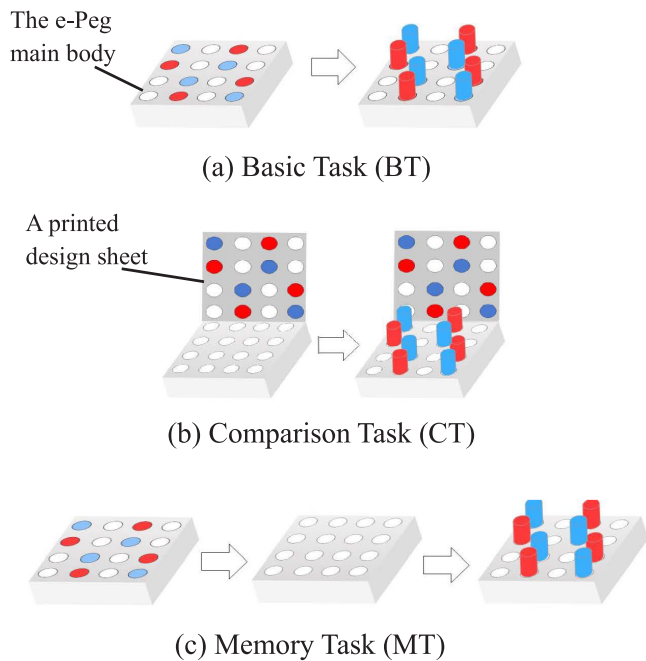 The e-Peg
main body
(a) Basic Task (BT)
A printed
design sheet
(b) Comparison Task (CT)
(c) Memory Task (MT)